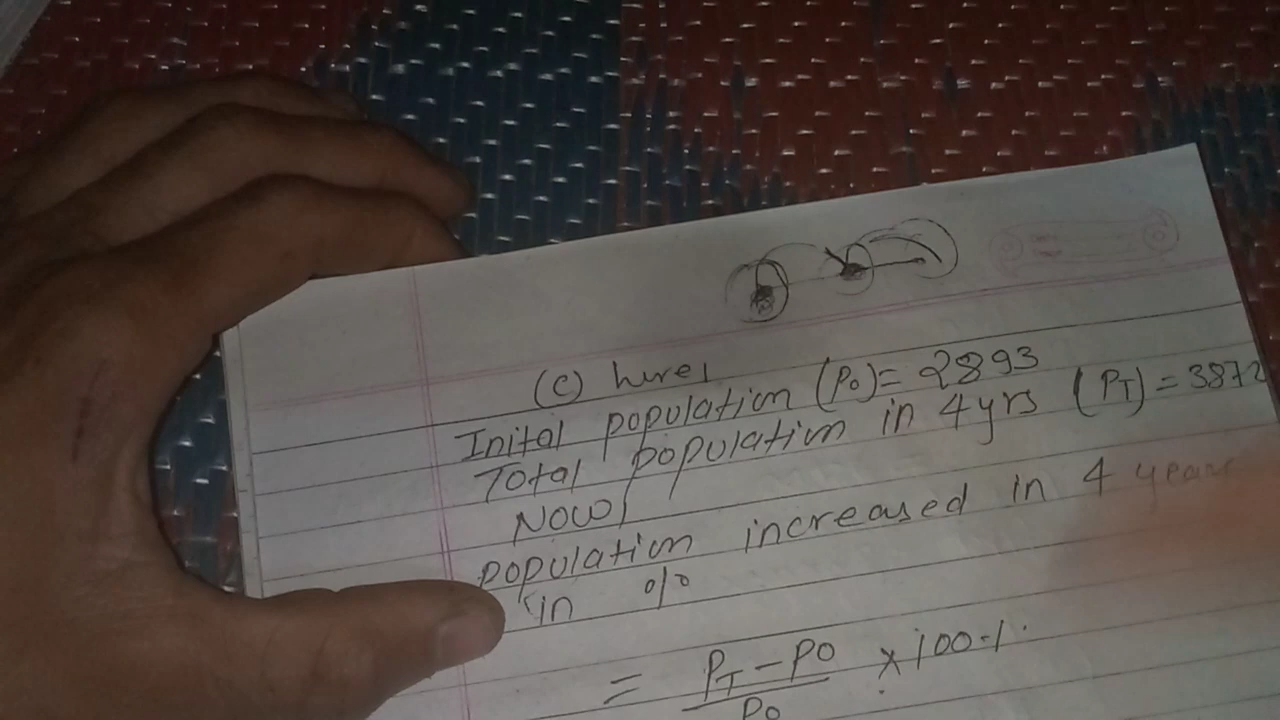 (C) here,
Inital population (P0) = 2893
Total population in 4yrs (PT) = 3872
Now,
population increased in 4 years
in %
= PT - P0 / P0 × 100%.